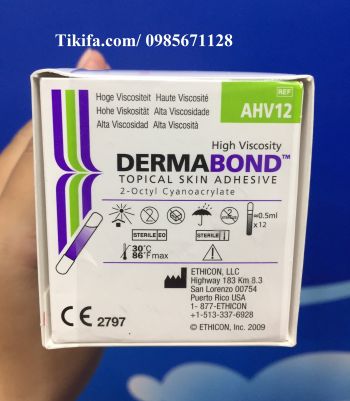 Tikifa.com/ 0985671128
Hoge Viscositeit Haute Viscosité
Hohe Viskosität Alta Viscosidade
Alta Viscosidad Alta Viscosità
REF
AHV12
High Viscosity
DERMABOND™
TOPICAL SKIN ADHESIVE
2-Octyl Cyanoacrylate
=0.5ml
x12
STERILE EO
STERILE
30°C
86°F max
ETHICON, LLC
Highway 183 Km 8.3
San Lorenzo 00754
Puerto Rico USA
1-877-ETHICON
+1-513-337-6928
CE 2797
© ETHICON, Inc. 2009